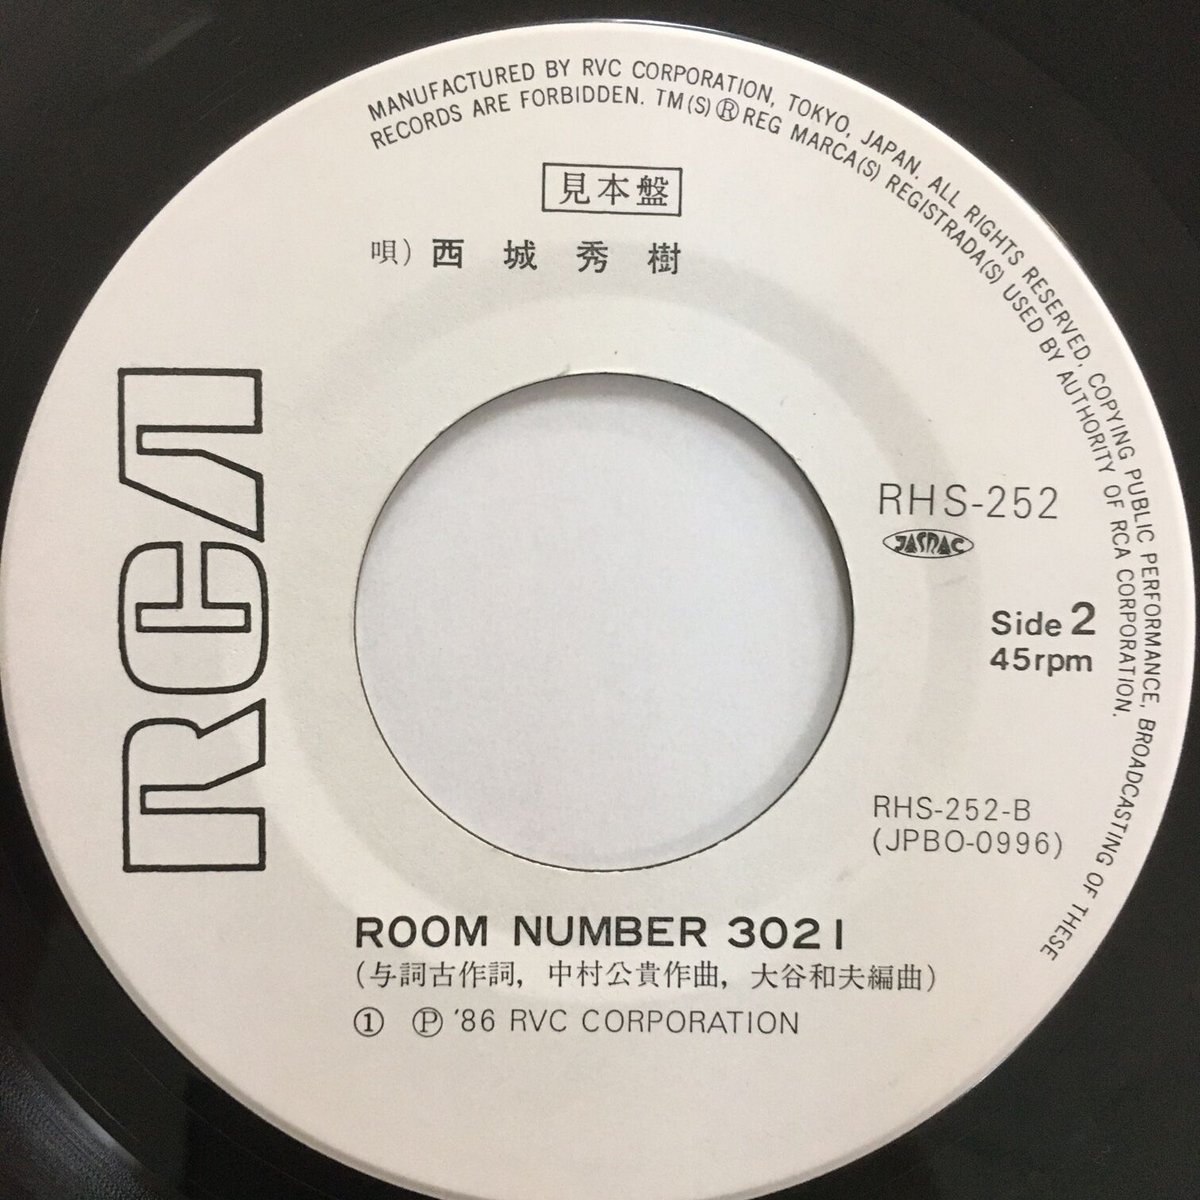 MANUFACTURED BY RVC CORPORATION, TOKYO, JAPAN. ALL RIGHTS RESERVED, COPYING PUBLIC PERFORMANCE, BROADCASTING OF THESE
RECORDS ARE FORBIDDEN. TM(S)®REG MARCA(S) REGISTRADA(S) USED BY AUTHORITY OF RCA CORPORATION.
見本盤
唄) 西城秀樹
RCA
RHS-252
JASRAC
Side 2
45rpm
RHS-252-B
(JPBO-0996)
ROOM NUMBER 3021
(与詞古作詞, 中村公貴作曲, 大谷和夫編曲)
① Ⓟ '86 RVC CORPORATION